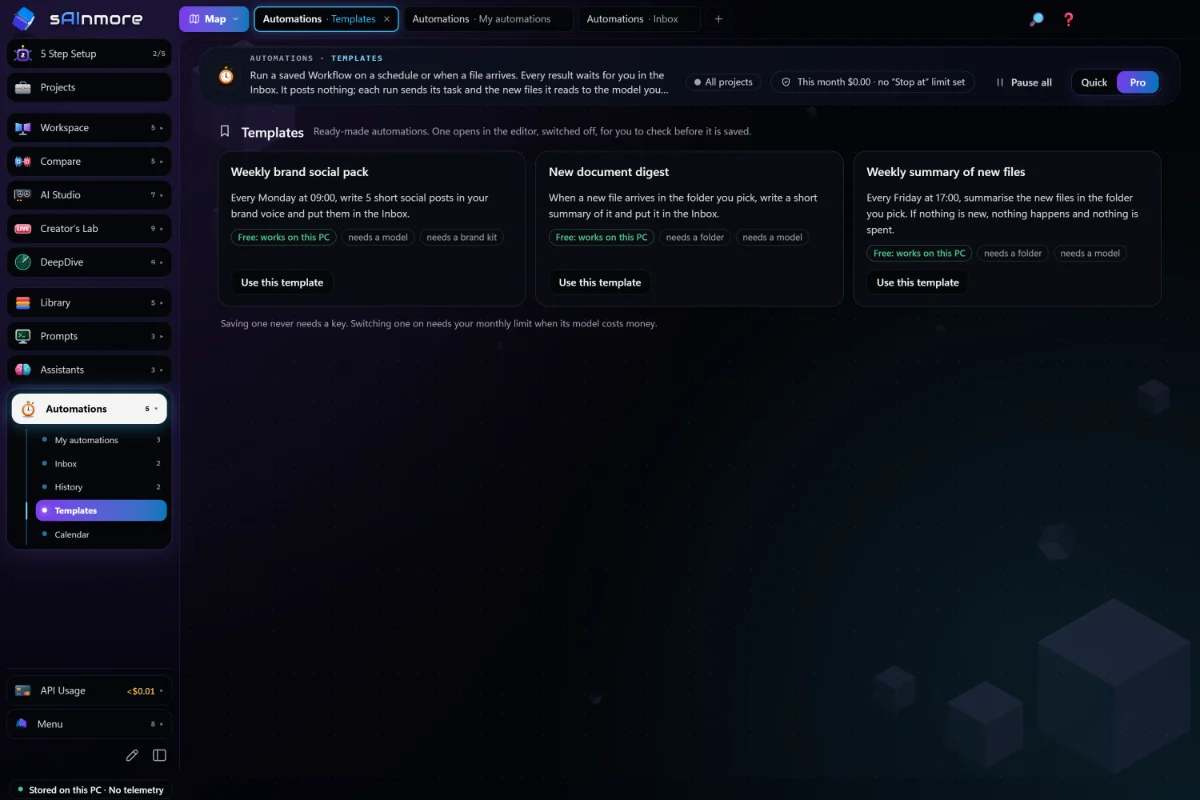 sAInmore
Map
Automations · Templates ×
Automations · My automations
Automations · Inbox
+
?
5 Step Setup 2/5
Projects
Workspace 5
Compare 5
AI Studio 7
Creator's Lab 9
DeepDive 6
Library 5
Prompts 3
Assistants 3
Automations 5
My automations 3
Inbox 2
History 2
Templates
Calendar
API Usage <$0.01
Menu 8
Stored on this PC · No telemetry
AUTOMATIONS · TEMPLATES
Run a saved Workflow on a schedule or when a file arrives. Every result waits for you in the
Inbox. It posts nothing; each run sends its task and the new files it reads to the model you...
All projects
This month $0.00 · no "Stop at" limit set
Pause all
Quick
Pro
Templates
Ready-made automations. One opens in the editor, switched off, for you to check before it is saved.
Weekly brand social pack
Every Monday at 09:00, write 5 short social posts in your
brand voice and put them in the Inbox.
Free: works on this PC
needs a model
needs a brand kit
Use this template
New document digest
When a new file arrives in the folder you pick, write a short
summary of it and put it in the Inbox.
Free: works on this PC
needs a folder
needs a model
Use this template
Weekly summary of new files
Every Friday at 17:00, summarise the new files in the folder
you pick. If nothing is new, nothing happens and nothing is
spent.
Free: works on this PC
needs a folder
needs a model
Use this template
Saving one never needs a key. Switching one on needs your monthly limit when its model costs money.